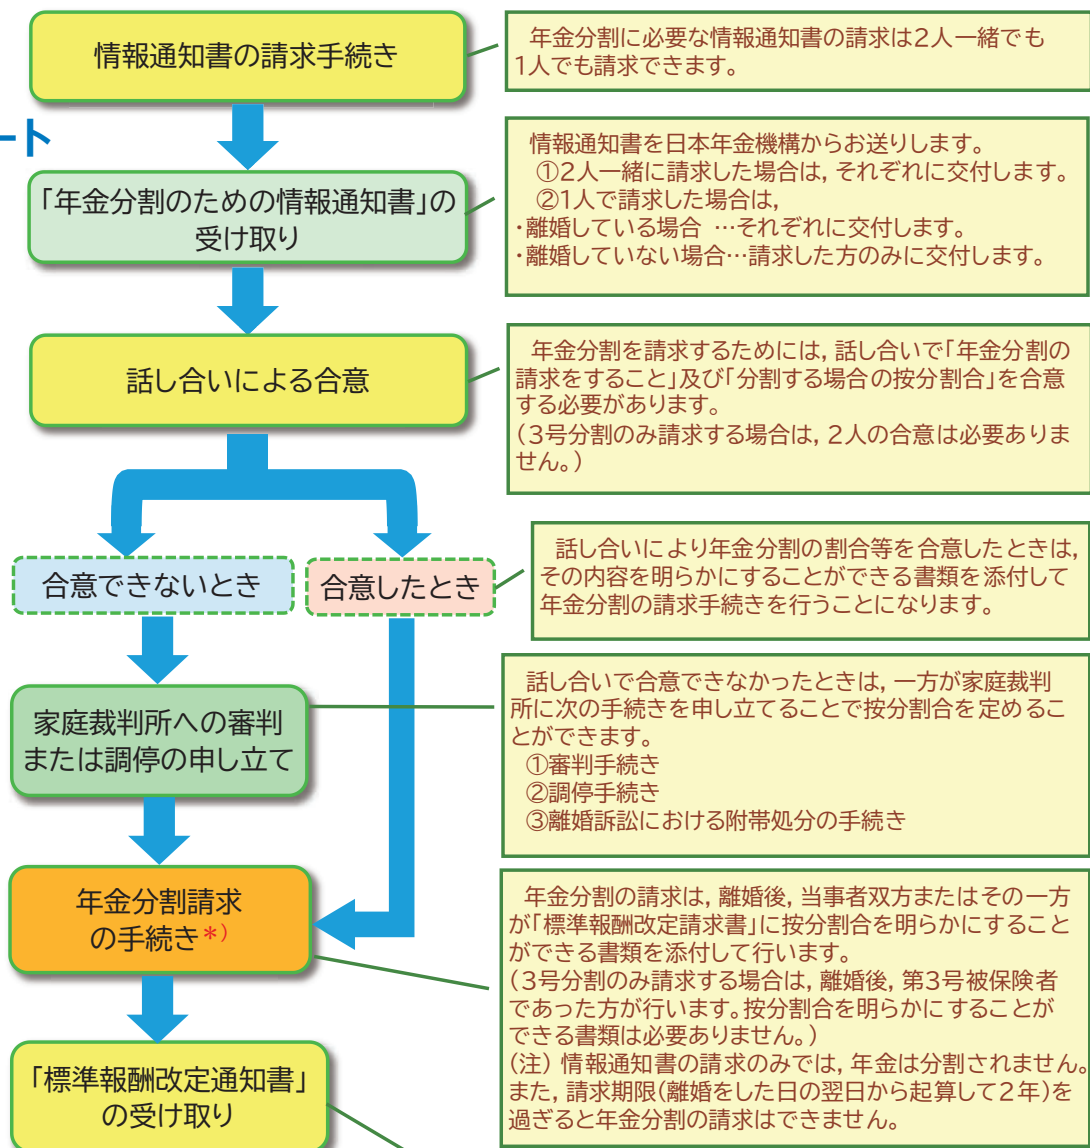 情報通知書の請求手続き
年金分割に必要な情報通知書の請求は2人一緒でも
1人でも請求できます。
ート
情報通知書を日本年金機構からお送りします。
①2人一緒に請求した場合は,それぞれに交付します。
②1人で請求した場合は,
・離婚している場合 …それぞれに交付します。
・離婚していない場合…請求した方のみに交付します。
「年金分割のための情報通知書」の
受け取り
話し合いによる合意
年金分割を請求するためには,話し合いで「年金分割の
請求をすること」及び「分割する場合の按分割合」を合意
する必要があります。
(3号分割のみ請求する場合は,2人の合意は必要ありま
せん。)
合意できないとき
合意したとき
話し合いにより年金分割の割合等を合意したときは,
その内容を明らかにすることができる書類を添付して
年金分割の請求手続きを行うことになります。
家庭裁判所への審判
または調停の申し立て
話し合いで合意できなかったときは,一方が家庭裁判
所に次の手続きを申し立てることで按分割合を定めるこ
とができます。
①審判手続き
②調停手続き
③離婚訴訟における附帯処分の手続き
年金分割請求
の手続き*)
年金分割の請求は,離婚後,当事者双方またはその一方
が「標準報酬改定請求書」に按分割合を明らかにすること
ができる書類を添付して行います。
(3号分割のみ請求する場合は,離婚後,第3号被保険者
であった方が行います。按分割合を明らかにすることが
できる書類は必要ありません。)
(注) 情報通知書の請求のみでは,年金は分割されません。
また,請求期限(離婚をした日の翌日から起算して2年)を
過ぎると年金分割の請求はできません。
「標準報酬改定通知書」
の受け取り